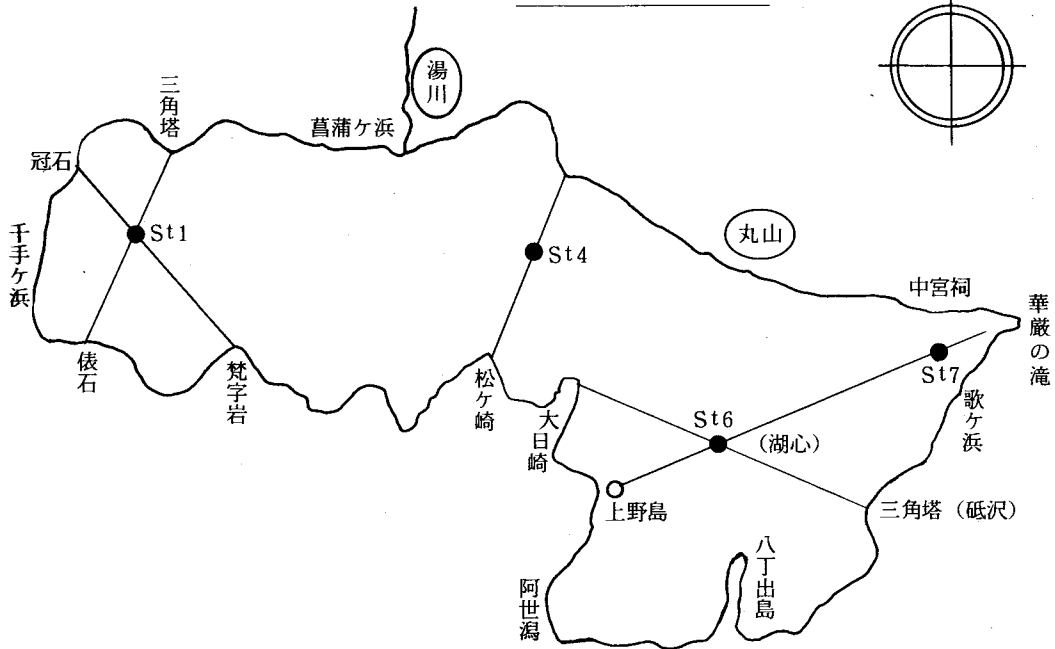 湯川
三角塔
菖蒲ケ浜
冠石
St1
千手ケ浜
St4
丸山
中宮祠
華厳の滝
俵石
梵字岩
松ケ崎
大日崎
St7
歌ケ浜
St6
(湖心)
上野島
三角塔(砥沢)
八丁出島
阿世潟